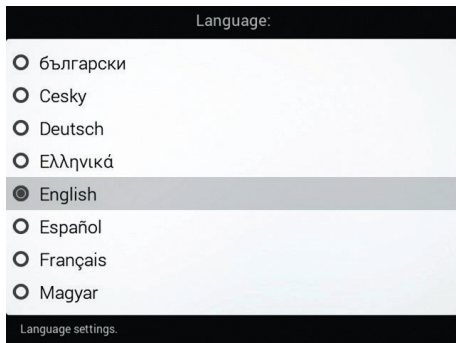 Language:
български
Cesky
Deutsch
Ελληνικά
English
Español
Français
Magyar
Language settings.